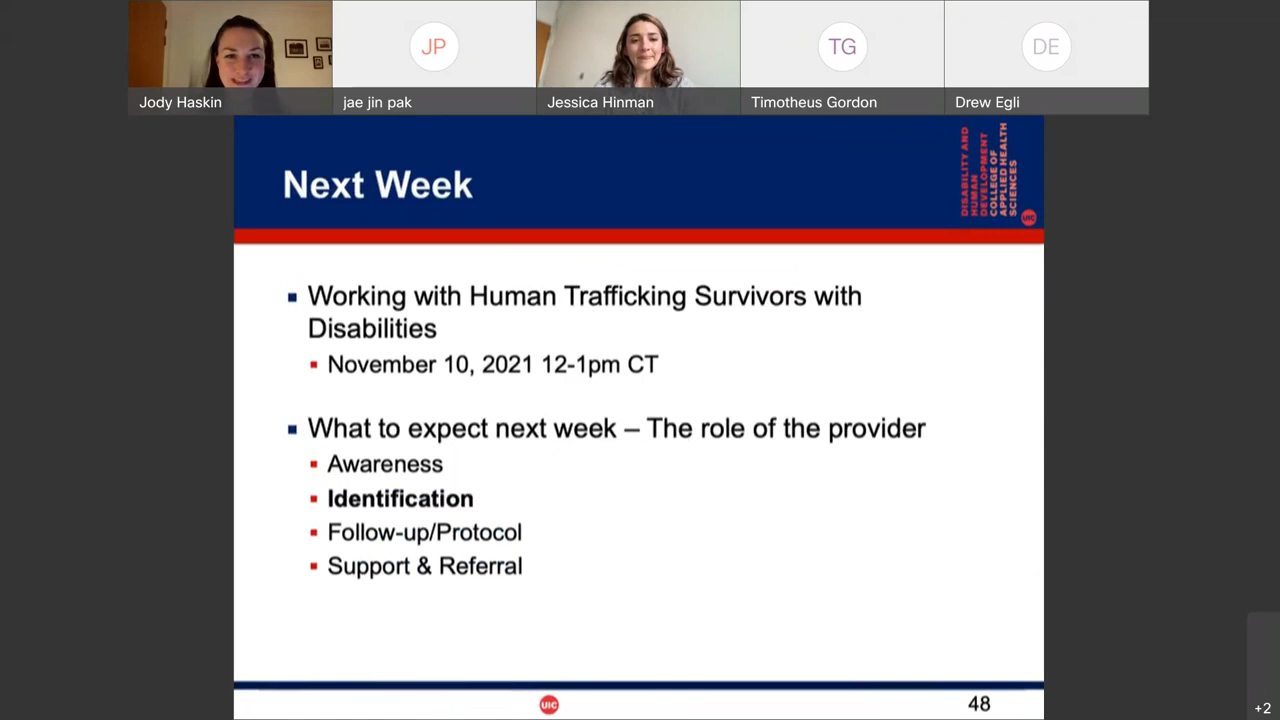 JP
TG
DE
Jody Haskin
jae jin pak
Jessica Hinman
Timotheus Gordon
Drew Egli
Next Week
DISABILITY AND
HUMAN
DEVELOPMENT
COLLEGE OF
APPLIED HEALTH
SCIENCES
UIC
Working with Human Trafficking Survivors with
Disabilities
November 10, 2021 12-1pm CT
What to expect next week – The role of the provider
Awareness
Identification
Follow-up/Protocol
Support & Referral
UIC
48
+2